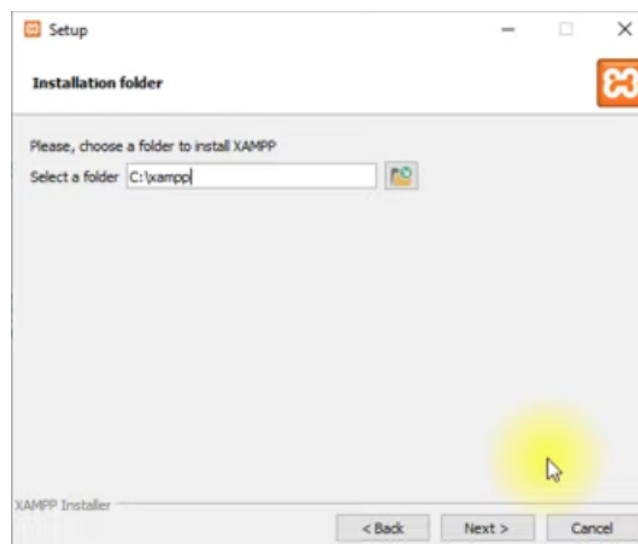 Setup
Installation folder
Please, choose a folder to install XAMPP
Select a folder C:\xampp
XAMPP Installer
< Back Next > Cancel